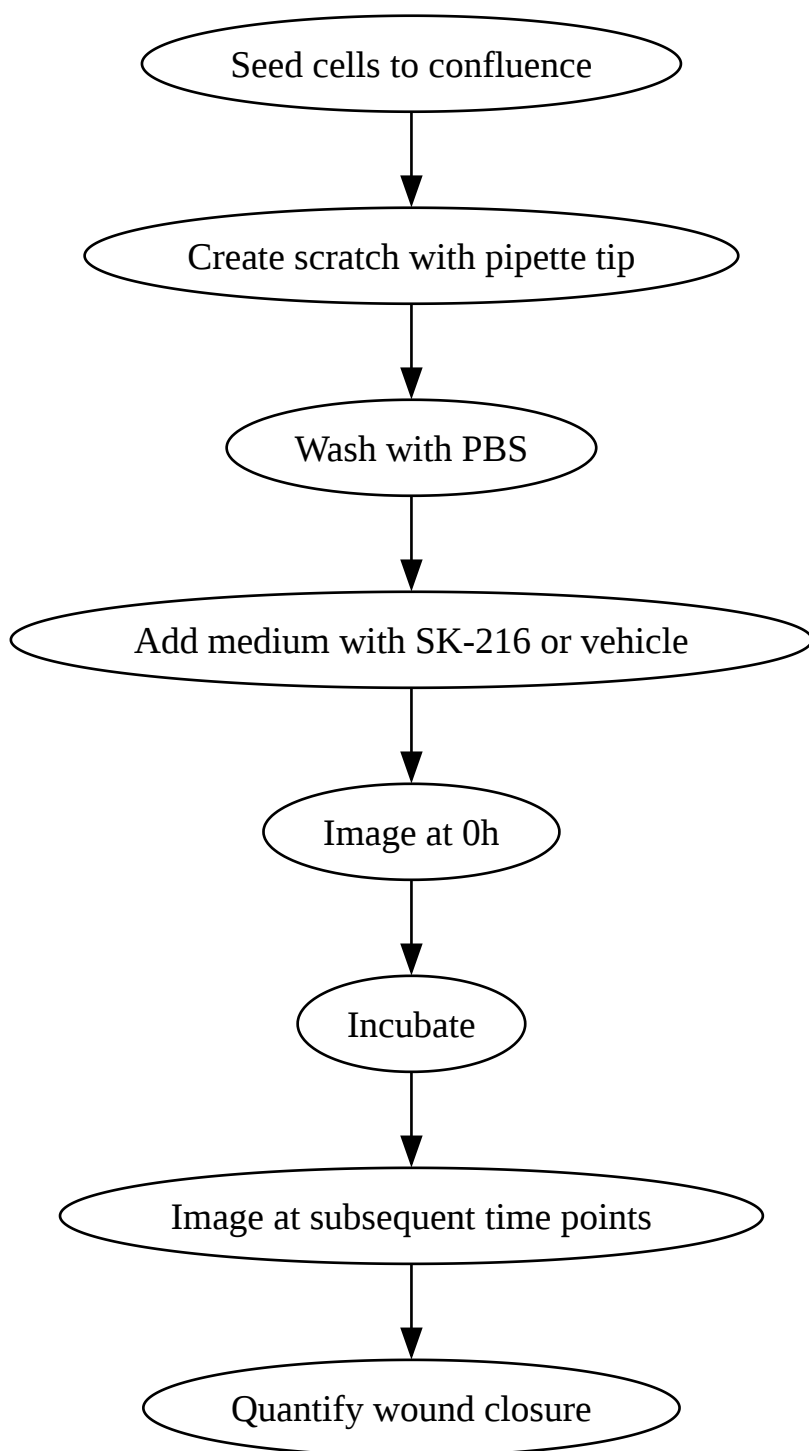 Seed cells to confluence
Create scratch with pipette tip
Wash with PBS
Add medium with SK-216 or vehicle
Image at 0h
Incubate
Image at subsequent time points
Quantify wound closure